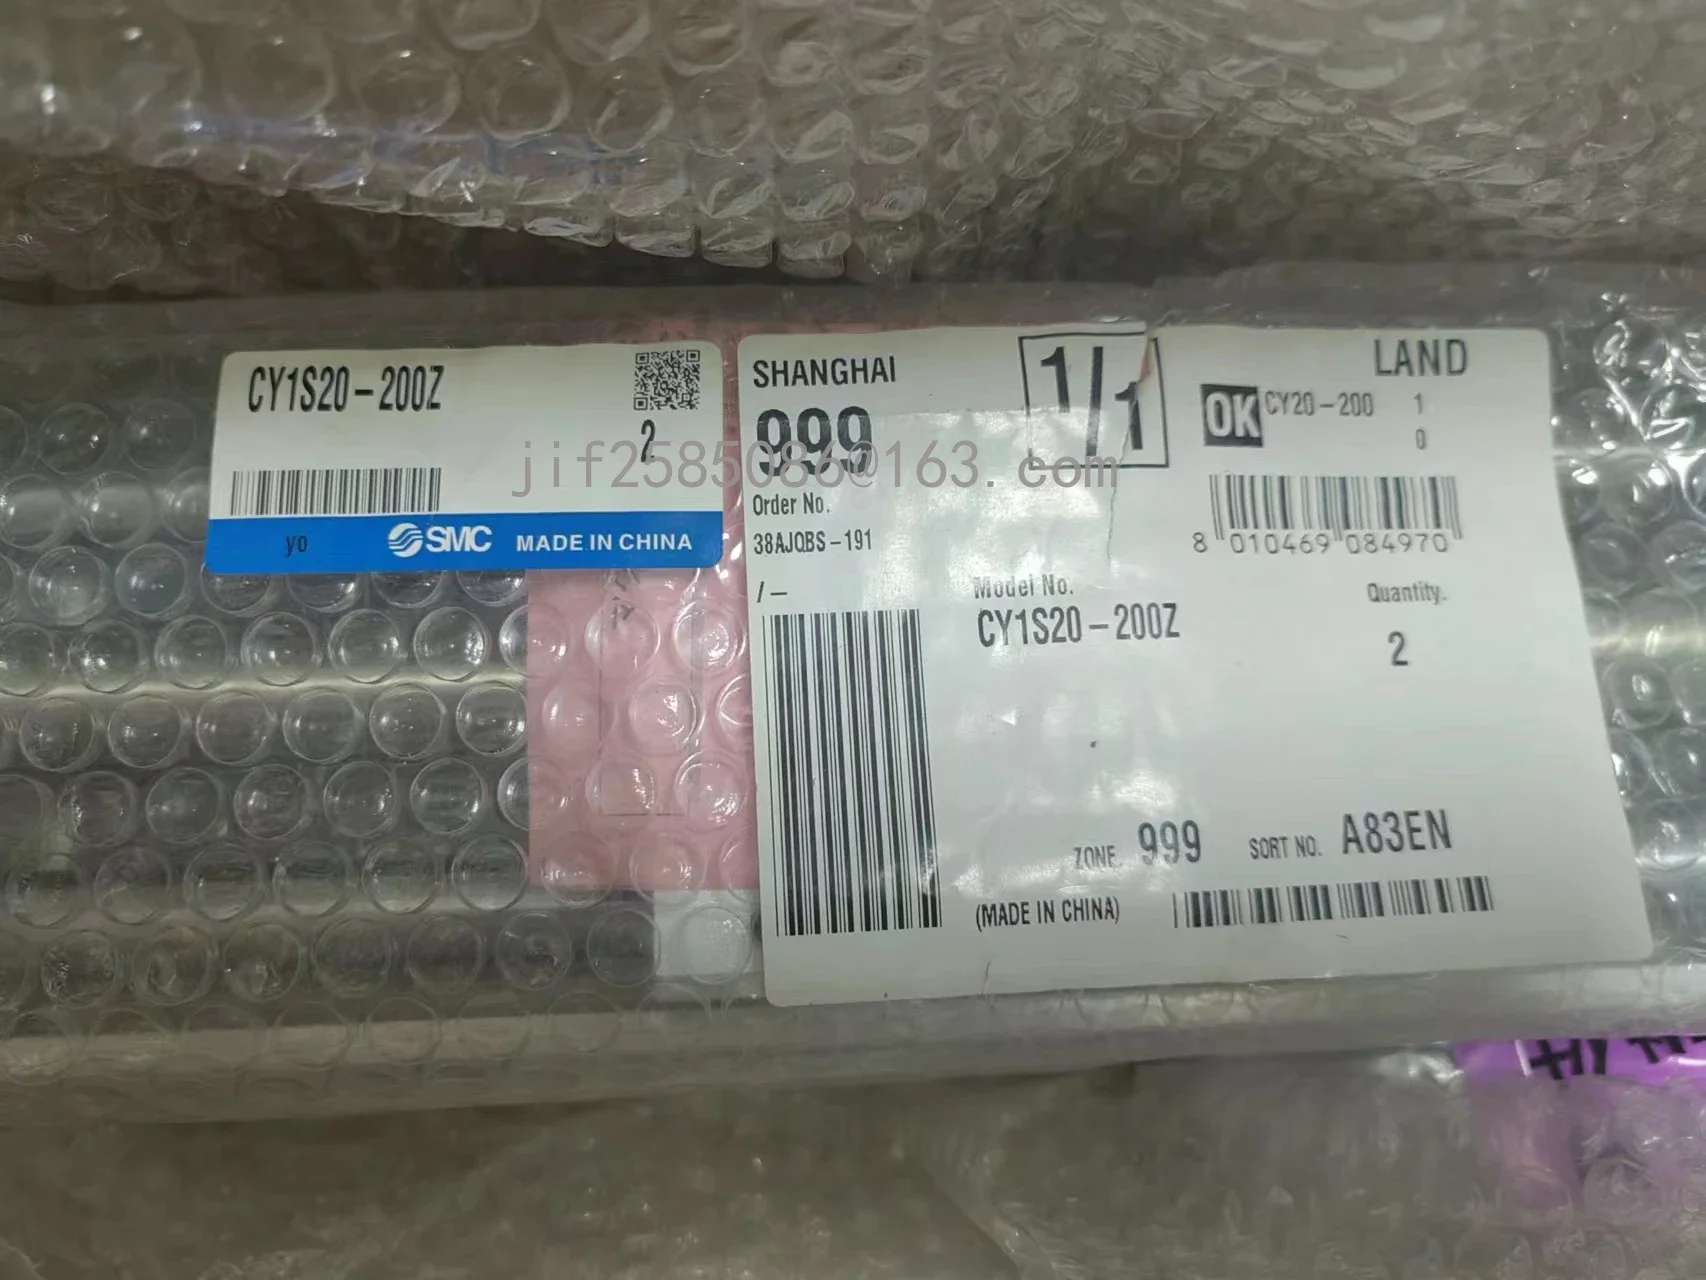 CY1S20-200Z
2
yo
SMC MADE IN CHINA
SHANGHAI
999
1/1
LAND
OK CY20-200 1
0
Order No.
38AJQBS-191
/-
8 010469 084970
Model No.
CY1S20-200Z
Quantity.
2
ZONE. 999
SORT NO. A83EN
(MADE IN CHINA)
jif2585086@163.com